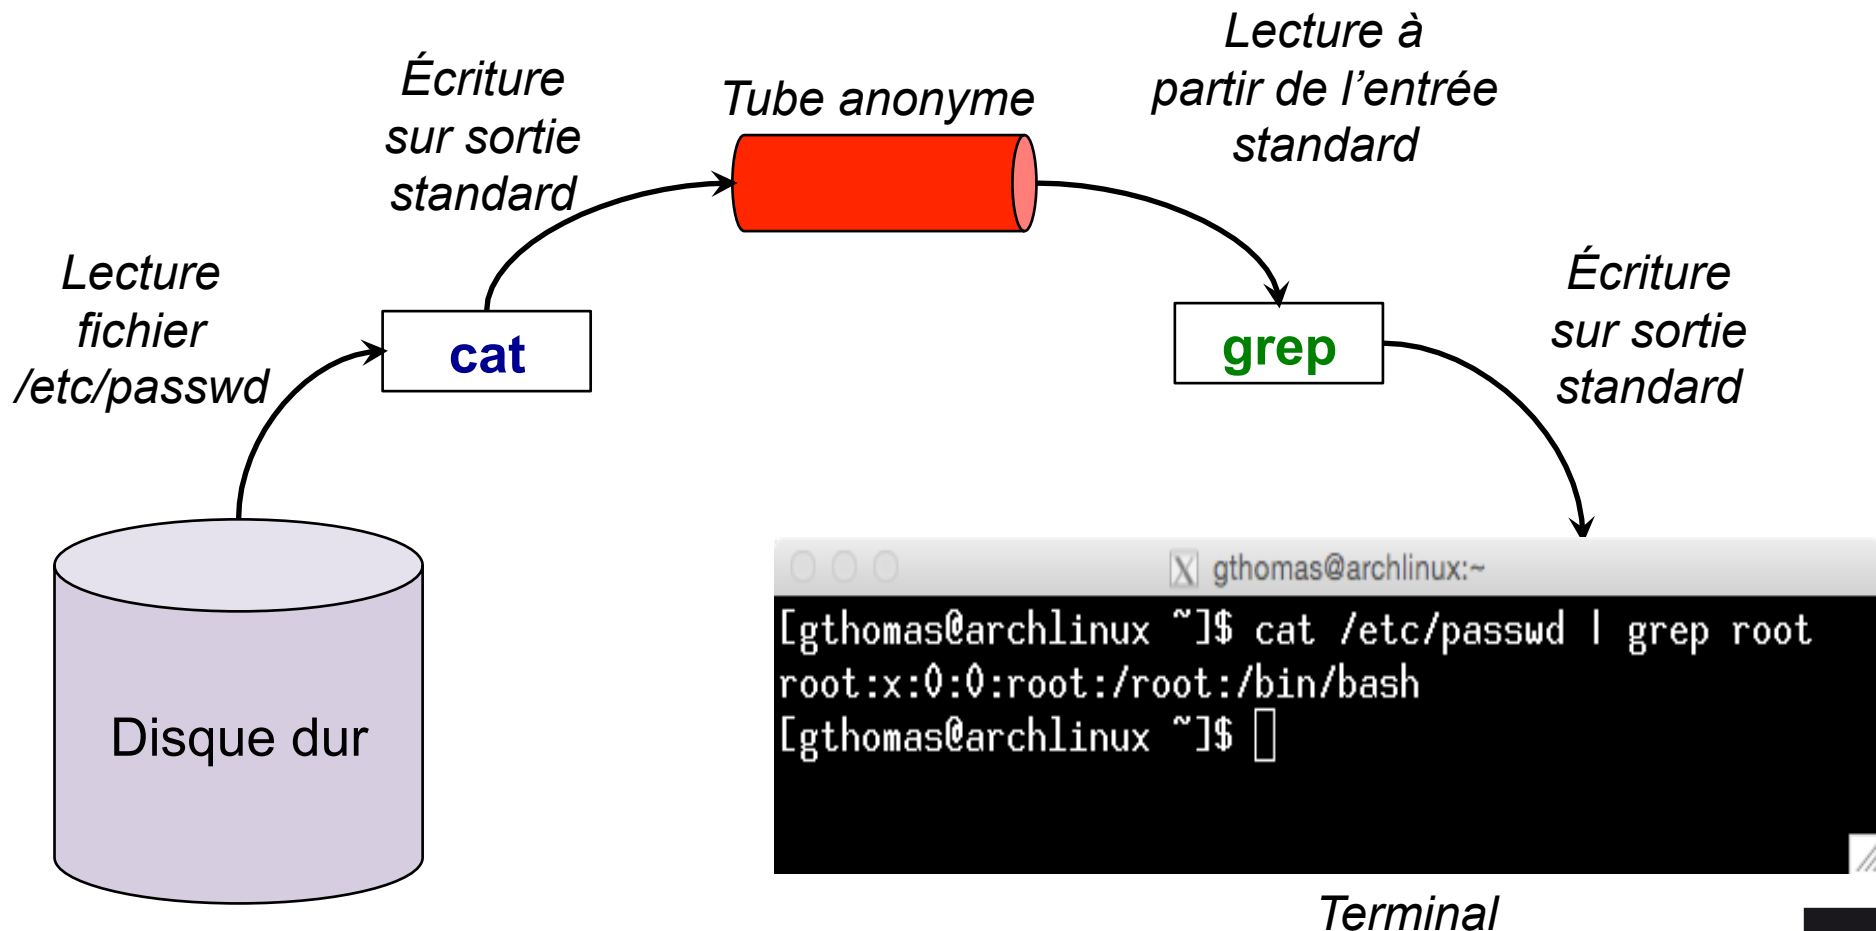 Écriture
sur sortie
standard
Tube anonyme
Lecture à
partir de l’entrée
standard
Lecture
fichier
/etc/passwd
cat
grep
Écriture
sur sortie
standard
Disque dur
X gthomas@archlinux:~
[gthomas@archlinux ~]$ cat /etc/passwd | grep root
root:x:0:0:root:/root:/bin/bash
[gthomas@archlinux ~]$
Terminal